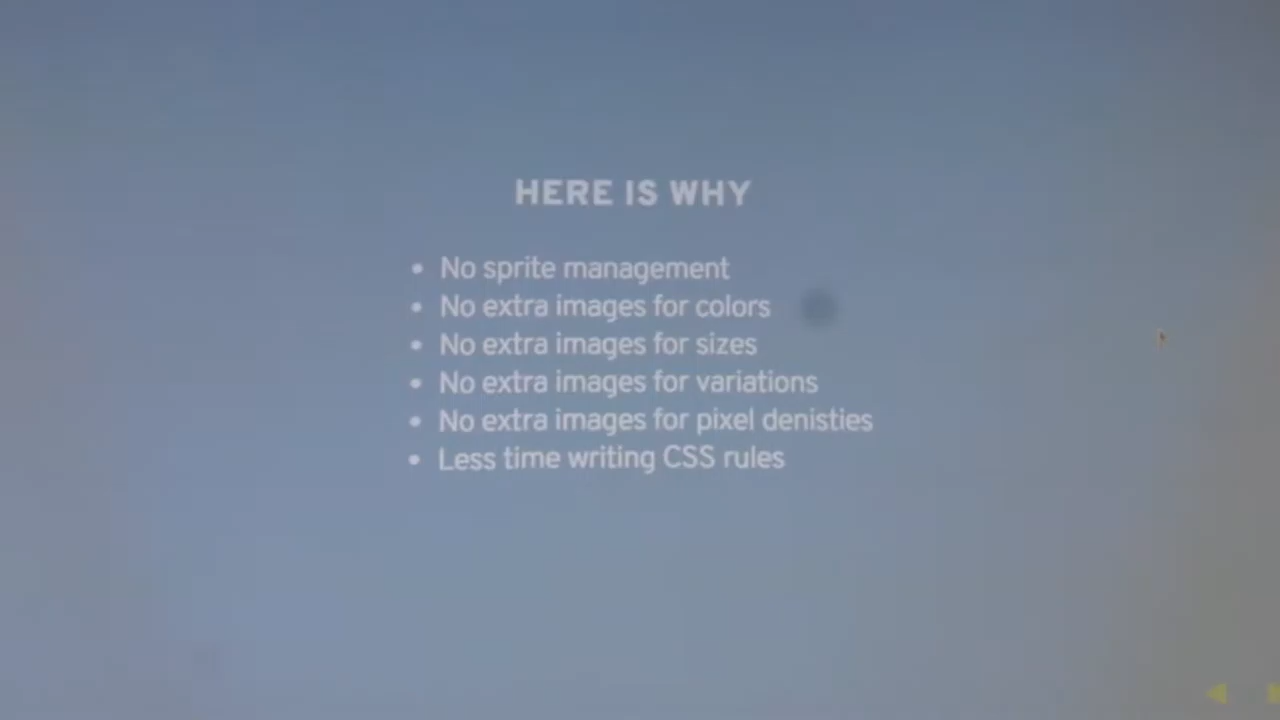 HERE IS WHY
• No sprite management
• No extra images for colors
• No extra images for sizes
• No extra images for variations
• No extra images for pixel denisties
• Less time writing CSS rules